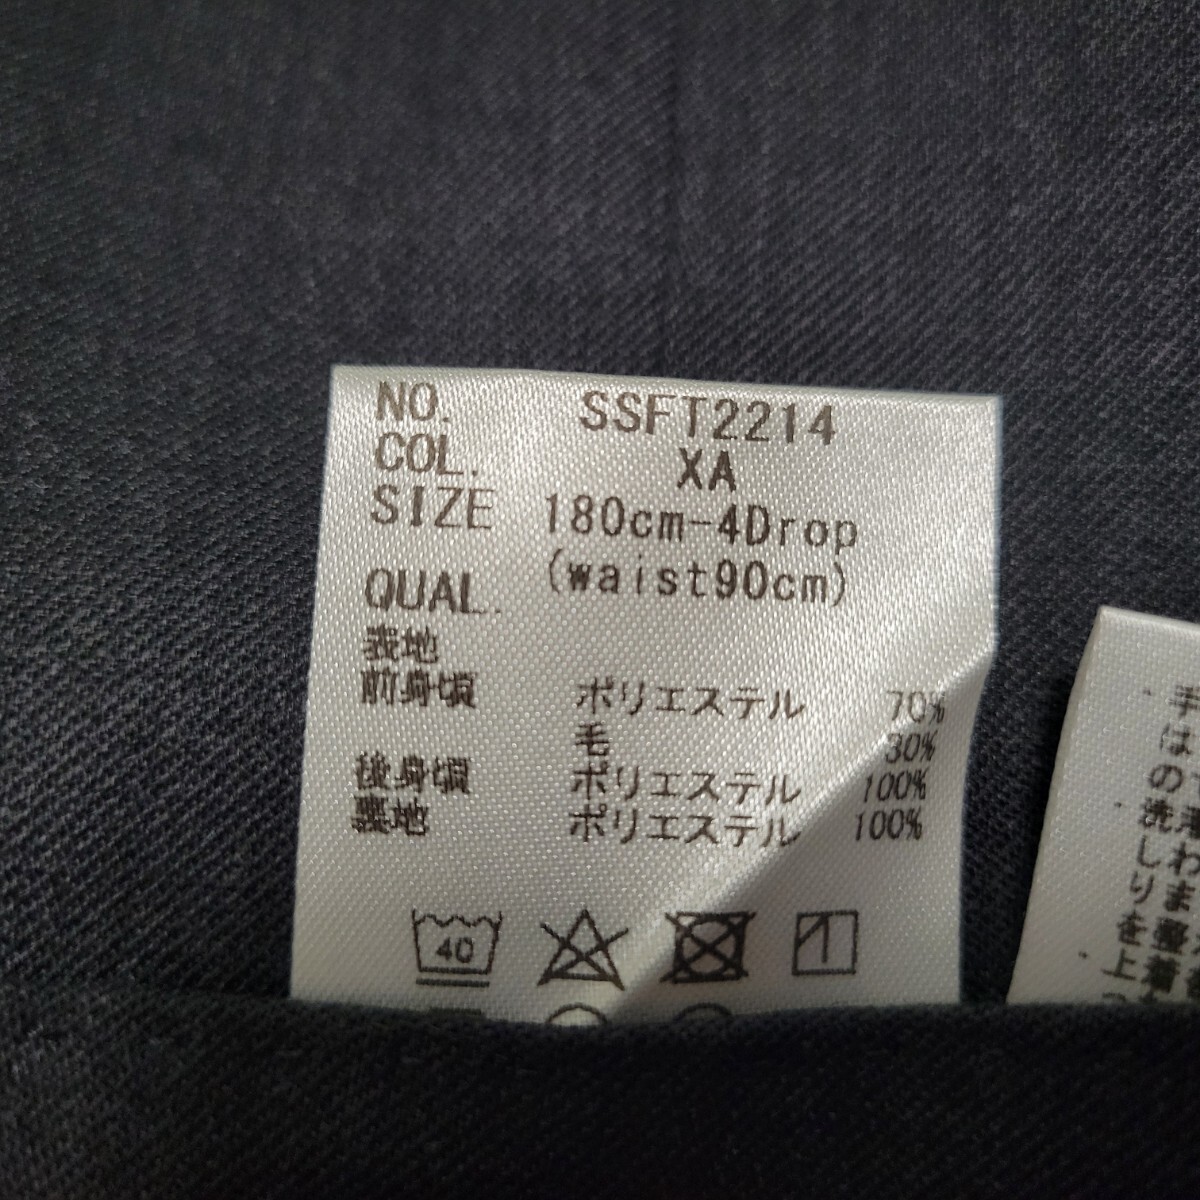 NO. SSFT2214
COL. XA
SIZE 180cm-4Drop
(waist90cm)
QUAL.
表地
前身頃 ポリエステル 70%
毛 30%
後身頃 ポリエステル 100%
裏地 ポリエステル 100%
40